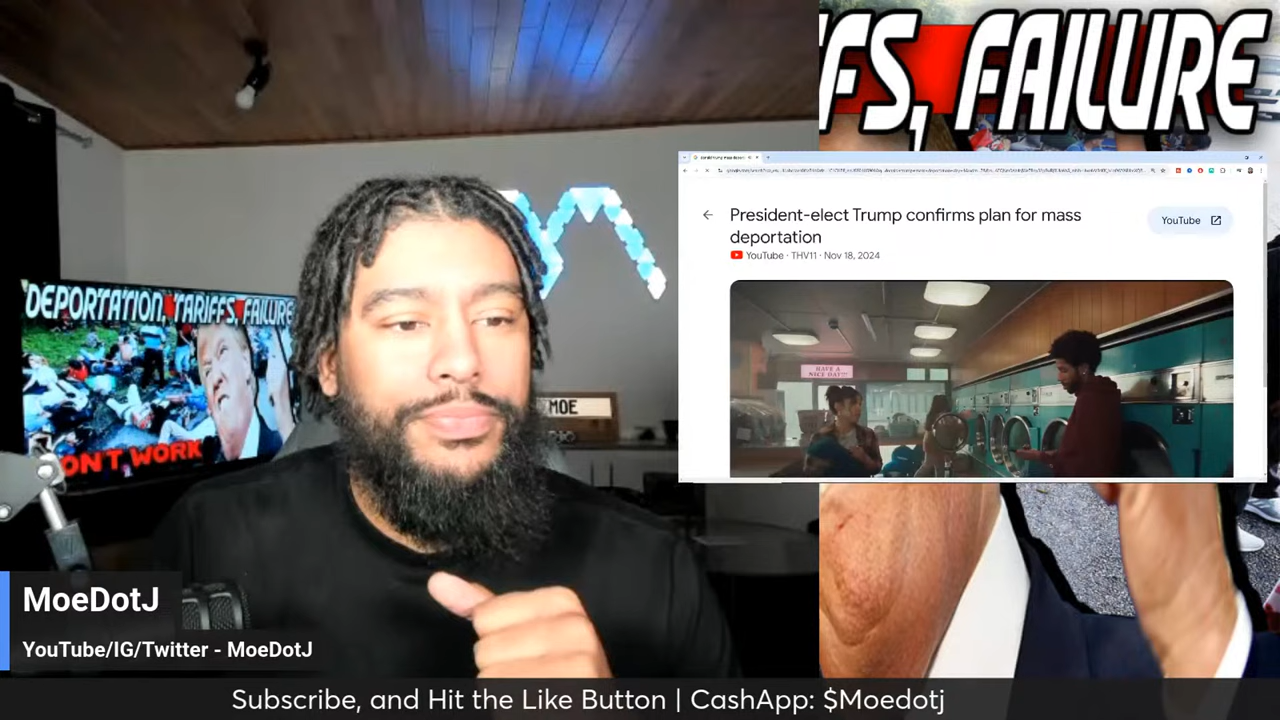 FS, FAILURE
President-elect Trump confirms plan for mass
deportation
YouTube
YouTube · THV11 · Nov 18, 2024
HAVE A
NICE DAY!
DEPORTATION, TARIFFS, FAILURE
ON'T WORK
MOE
MoeDotJ
YouTube/IG/Twitter - MoeDotJ
Subscribe, and Hit the Like Button | CashApp: $Moedotj